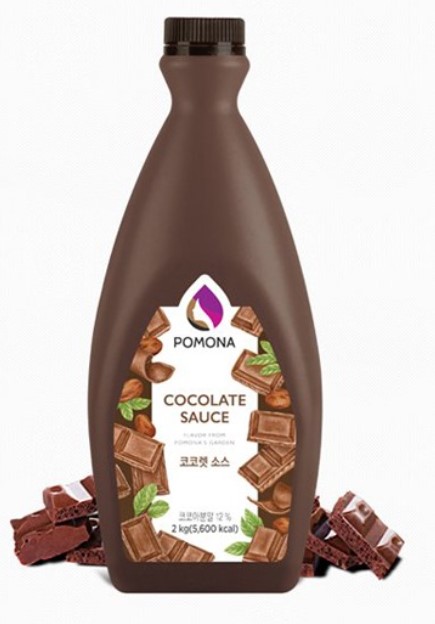 POMONA
COCOLATE
SAUCE
FLAVOR FROM
POMONA'S GARDEN
코코렛 소스
코코아분말 12 %
2 kg(5,600 kcal)